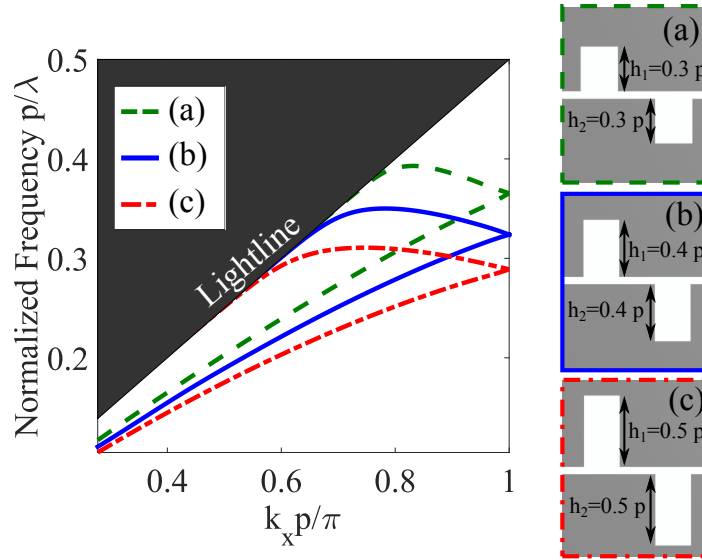 Normalized Frequency p/λ
0.5
0.4
0.3
0.2
(a)
(b)
(c)
Lightline
0.4
0.6
0.8
1
kₓp/π
(a)
h₁=0.3 p
h₂=0.3 p
(b)
h₁=0.4 p
h₂=0.4 p
(c)
h₁=0.5 p
h₂=0.5 p